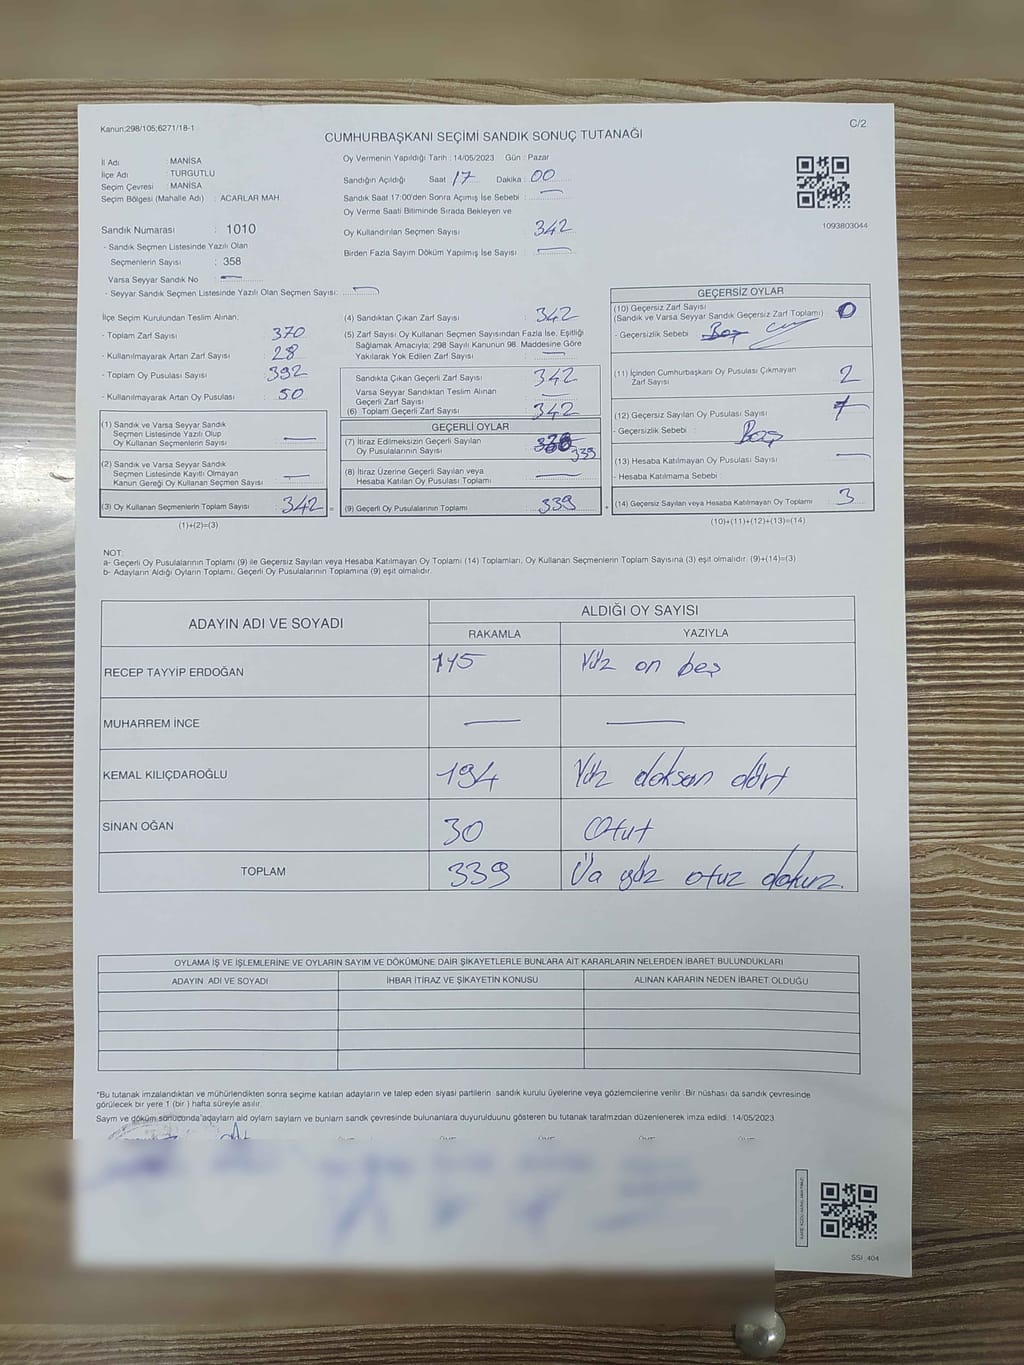 Kanun;298/105;6271/18-1
C/2
CUMHURBAŞKANI SEÇİMİ SANDIK SONUÇ TUTANAĞI
İl Adı : MANİSA
İlçe Adı : TURGUTLU
Seçim Çevresi : MANİSA
Seçim Bölgesi (Mahalle Adı) : ACARLAR MAH
Oy Vermenin Yapıldığı Tarih : 14/05/2023 Gün : Pazar
Sandığın Açıldığı Saat 17 Dakika : 00
Sandık Saat 17:00'den Sonra Açımış İse Sebebi : —
Oy Verme Saati Bitiminde Sırada Bekleyen ve
Oy Kullandırılan Seçmen Sayısı 342
Birden Fazla Sayım Döküm Yapılmış İse Sayısı : —
1093803044
Sandık Numarası : 1010
- Sandık Seçmen Listesinde Yazılı Olan
Seçmenlerin Sayısı : 358
Varsa Seyyar Sandık No : —
- Seyyar Sandık Seçmen Listesinde Yazılı Olan Seçmen Sayısı: —
İlçe Seçim Kurulundan Teslim Alınan;
- Toplam Zarf Sayısı 370
- Kullanılmayarak Artan Zarf Sayısı 28
- Toplam Oy Pusulası Sayısı 392
- Kullanılmayarak Artan Oy Pusulası 50
(1) Sandık ve Varsa Seyyar Sandık
Seçmen Listesinde Yazılı Olup
Oy Kullanan Seçmenlerin Sayısı —
(2) Sandık ve Varsa Seyyar Sandık
Seçmen Listesinde Kayıtlı Olmayan
Kanun Gereği Oy Kullanan Seçmen Sayısı —
(3) Oy Kullanan Seçmenlerin Toplam Sayısı 342
(1)+(2)=(3)
(4) Sandıktan Çıkan Zarf Sayısı : 342
(5) Zarf Sayısı Oy Kullanan Seçmen Sayısından Fazla İse, Eşitliği
Sağlamak Amacıyla; 298 Sayılı Kanunun 98. Maddesine Göre
Yakılarak Yok Edilen Zarf Sayısı : —
Sandıkta Çıkan Geçerli Zarf Sayısı 342
Varsa Seyyar Sandıktan Teslim Alınan
Geçerli Zarf Sayısı —
(6) Toplam Geçerli Zarf Sayısı 342
GEÇERLİ OYLAR
(7) İtiraz Edilmeksizin Geçerli Sayılan
Oy Pusulalarının Sayısı 339
(8) İtiraz Üzerine Geçerli Sayılan veya
Hesaba Katılan Oy Pusulası Toplamı —
= (9) Geçerli Oy Pusulalarının Toplamı 339
GEÇERSİZ OYLAR
(10) Geçersiz Zarf Sayısı
(Sandık ve Varsa Seyyar Sandık Geçersiz Zarf Toplamı) : 0
- Geçersizlik Sebebi : Boş
(11) İçinden Cumhurbaşkanı Oy Pusulası Çıkmayan
Zarf Sayısı 2
(12) Geçersiz Sayılan Oy Pusulası Sayısı 1
- Geçersizlik Sebebi : Boş
(13) Hesaba Katılmayan Oy Pusulası Sayısı —
- Hesaba Katılmama Sebebi :
+ (14) Geçersiz Sayılan veya Hesaba Katılmayan Oy Toplamı 3
(10)+(11)+(12)+(13)=(14)
NOT:
a- Geçerli Oy Pusulalarının Toplamı (9) ile Geçersiz Sayılan veya Hesaba Katılmayan Oy Toplamı (14) Toplamları, Oy Kullanan Seçmenlerin Toplam Sayısına (3) eşit olmalıdır. (9)+(14)=(3)
b- Adayların Aldığı Oyların Toplamı, Geçerli Oy Pusulalarının Toplamına (9) eşit olmalıdır.
ADAYIN ADI VE SOYADI
ALDIĞI OY SAYISI
RAKAMLA YAZIYLA
RECEP TAYYİP ERDOĞAN 115 Yüz on beş
MUHARREM İNCE — —
KEMAL KILIÇDAROĞLU 194 Yüz doksan dört
SİNAN OĞAN 30 Otut
TOPLAM 339 Üa yüz otuz dokuz.
OYLAMA İŞ VE İŞLEMLERİNE VE OYLARIN SAYIM VE DÖKÜMÜNE DAİR ŞİKAYETLERLE BUNLARA AİT KARARLARIN NELERDEN İBARET BULUNDUKLARI
ADAYIN ADI VE SOYADI İHBAR İTİRAZ VE ŞİKAYETİN KONUSU ALINAN KARARIN NEDEN İBARET OLDUĞU
*Bu tutanak imzalandıktan ve mühürlendikten sonra seçime katılan adayların ve talep eden siyasi partilerin sandık kurulu üyelerine veya gözlemcilerine verilir. Bir nüshası da sandık çevresinde
görülecek bir yere 1 (bir ) hafta süreyle asılır.
Sayım ve döküm sonucunda adayların ald oyların sayıların ve bunların sandık çevresinde bulunanlara duyurulduunu gösteren bu tutanak tarafımızdan düzenlenerek imza edildi. 14/05/2023
SSİ_404